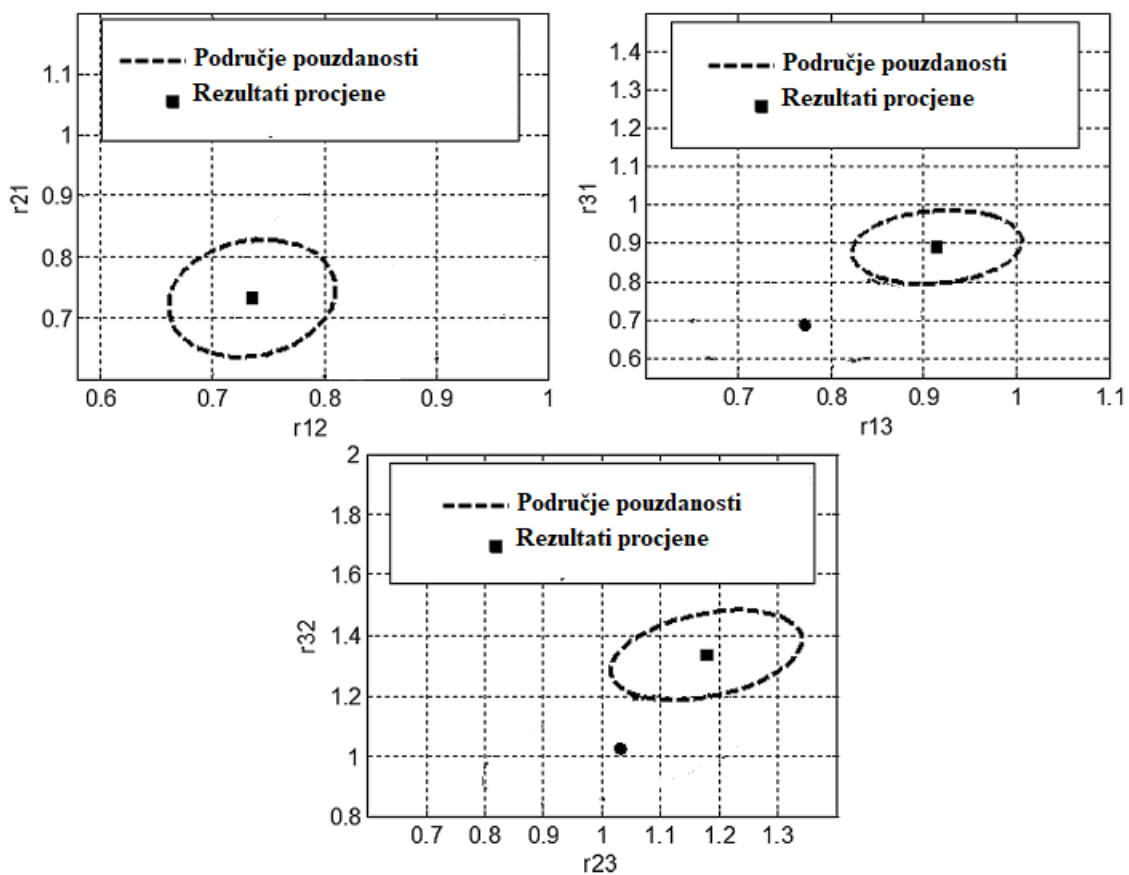 Područje pouzdanosti
Rezultati procjene
1.1
1
0.9
0.8
0.7
r21
0.6 0.7 0.8 0.9 1
r12
Područje pouzdanosti
Rezultati procjene
1.4
1.3
1.2
1.1
1
0.9
0.8
0.7
0.6
r31
0.7 0.8 0.9 1 1.1
r13
Područje pouzdanosti
Rezultati procjene
2
1.8
1.6
1.4
1.2
1
0.8
r32
0.7 0.8 0.9 1 1.1 1.2 1.3
r23